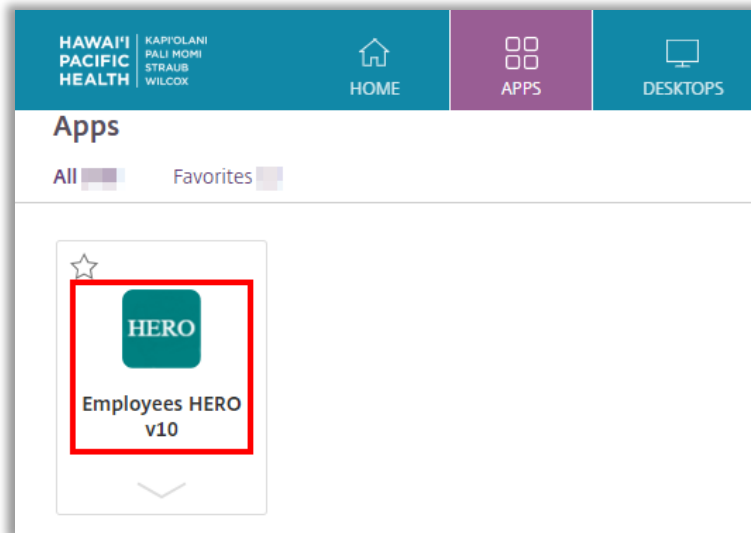 HAWAI'I
PACIFIC
HEALTH
KAPI'OLANI
PALI MOMI
STRAUB
WILCOX
HOME
APPS
DESKTOPS
Apps
All
Favorites
HERO
Employees HERO
v10